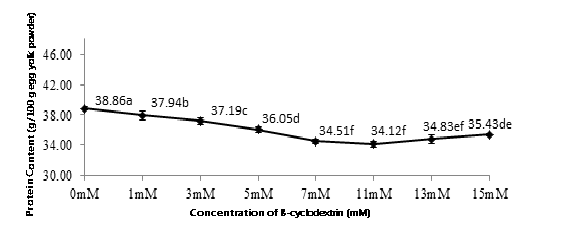 Protein Content (g/100 g egg yolk powder)
46.00
42.00
38.00
34.00
30.00
38.86a
37.94b
37.19c
36.05d
34.51f
34.12f
34.83ef
35.43de
0mM
1mM
3mM
5mM
7mM
11mM
13mM
15mM
Concentration of ß-cyclodextrin (mM)